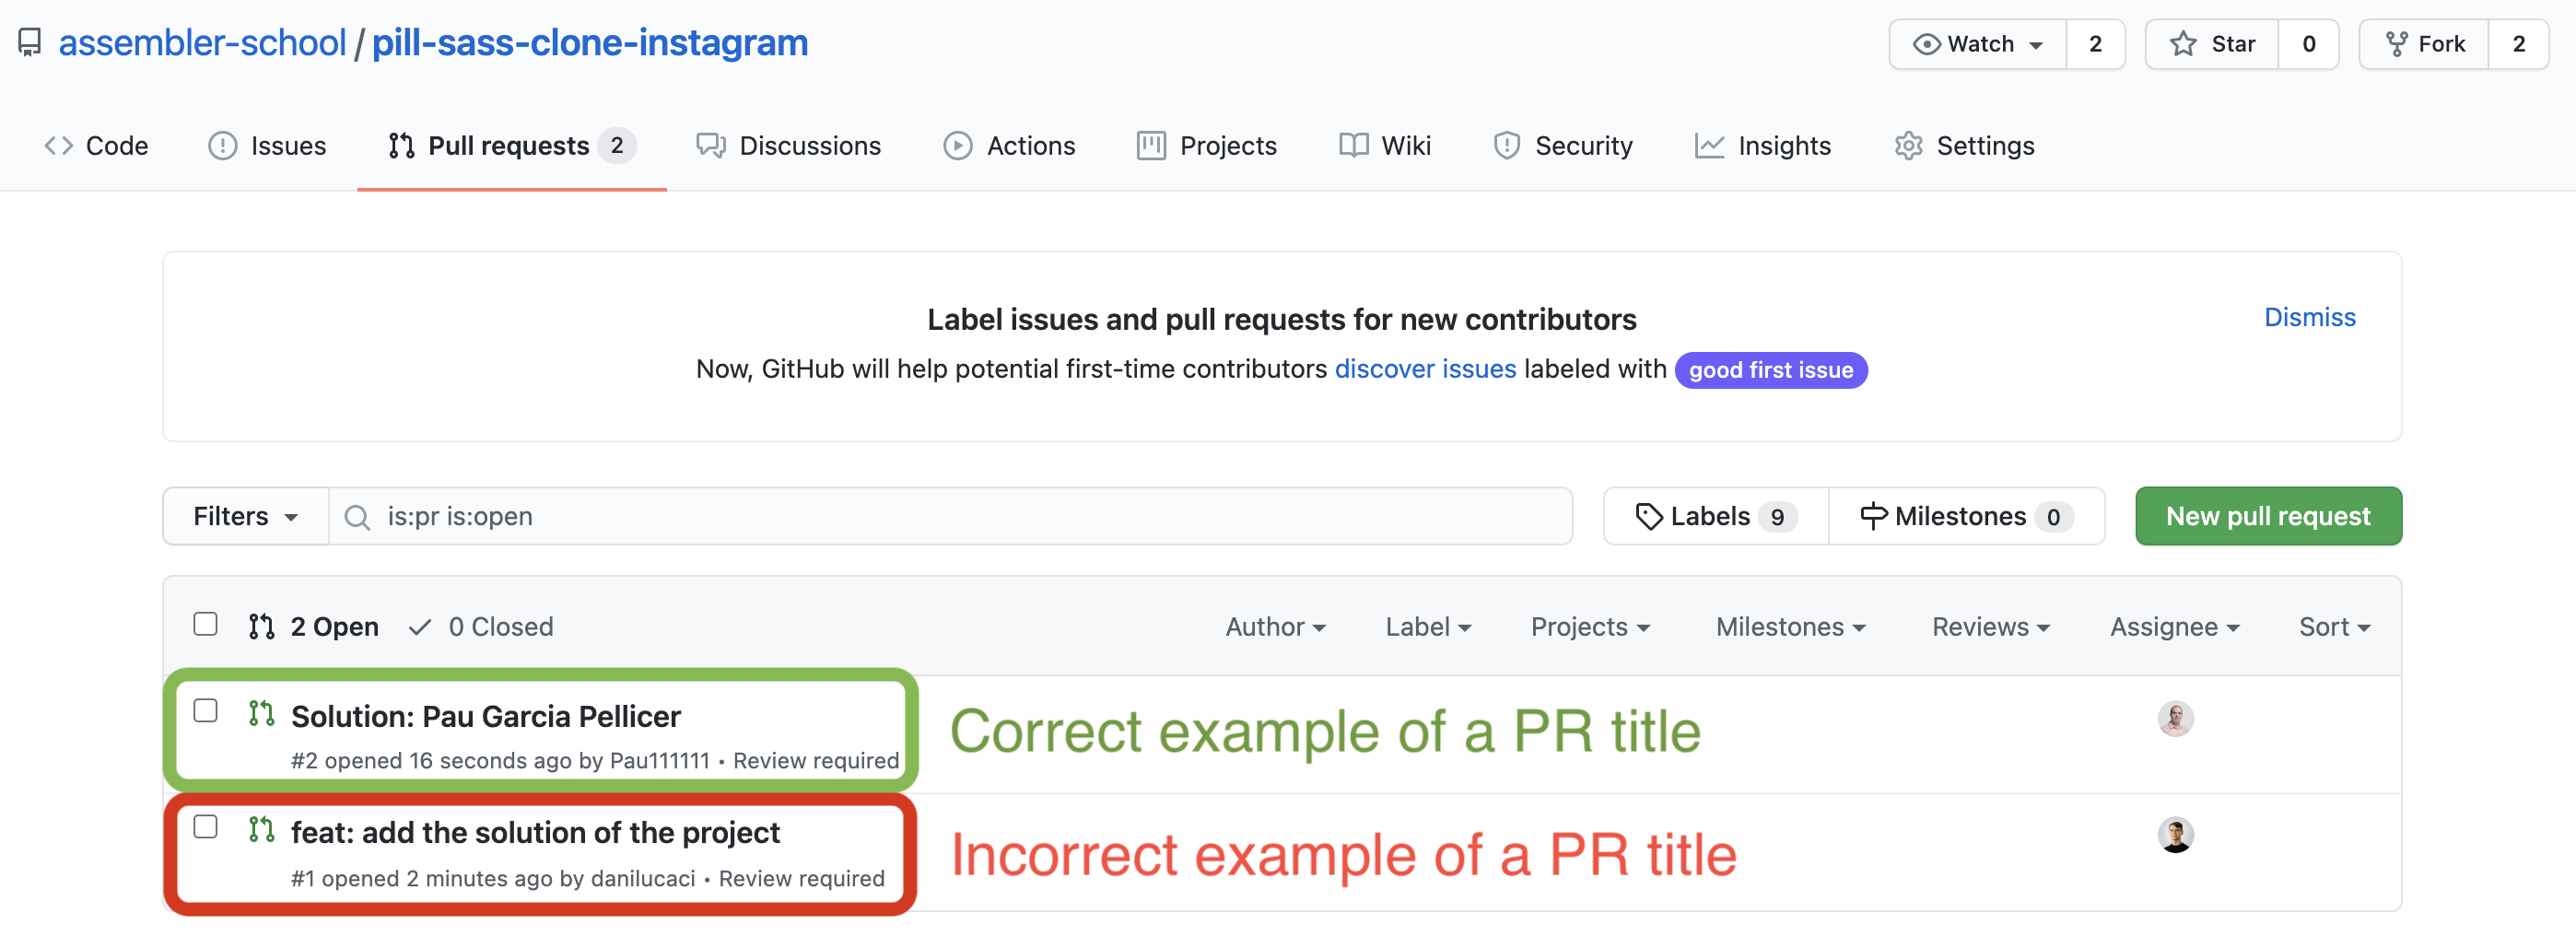 assembler-school / pill-sass-clone-instagram
Watch 2 Star 0 Fork 2
Code Issues Pull requests 2 Discussions Actions Projects Wiki Security Insights Settings
Label issues and pull requests for new contributors
Dismiss
Now, GitHub will help potential first-time contributors discover issues labeled with good first issue
Filters is:pr is:open Labels 9 Milestones 0 New pull request
2 Open 0 Closed Author Label Projects Milestones Reviews Assignee Sort
Solution: Pau Garcia Pellicer
#2 opened 16 seconds ago by Pau111111 • Review required
Correct example of a PR title
feat: add the solution of the project
#1 opened 2 minutes ago by danilucaci • Review required
Incorrect example of a PR title